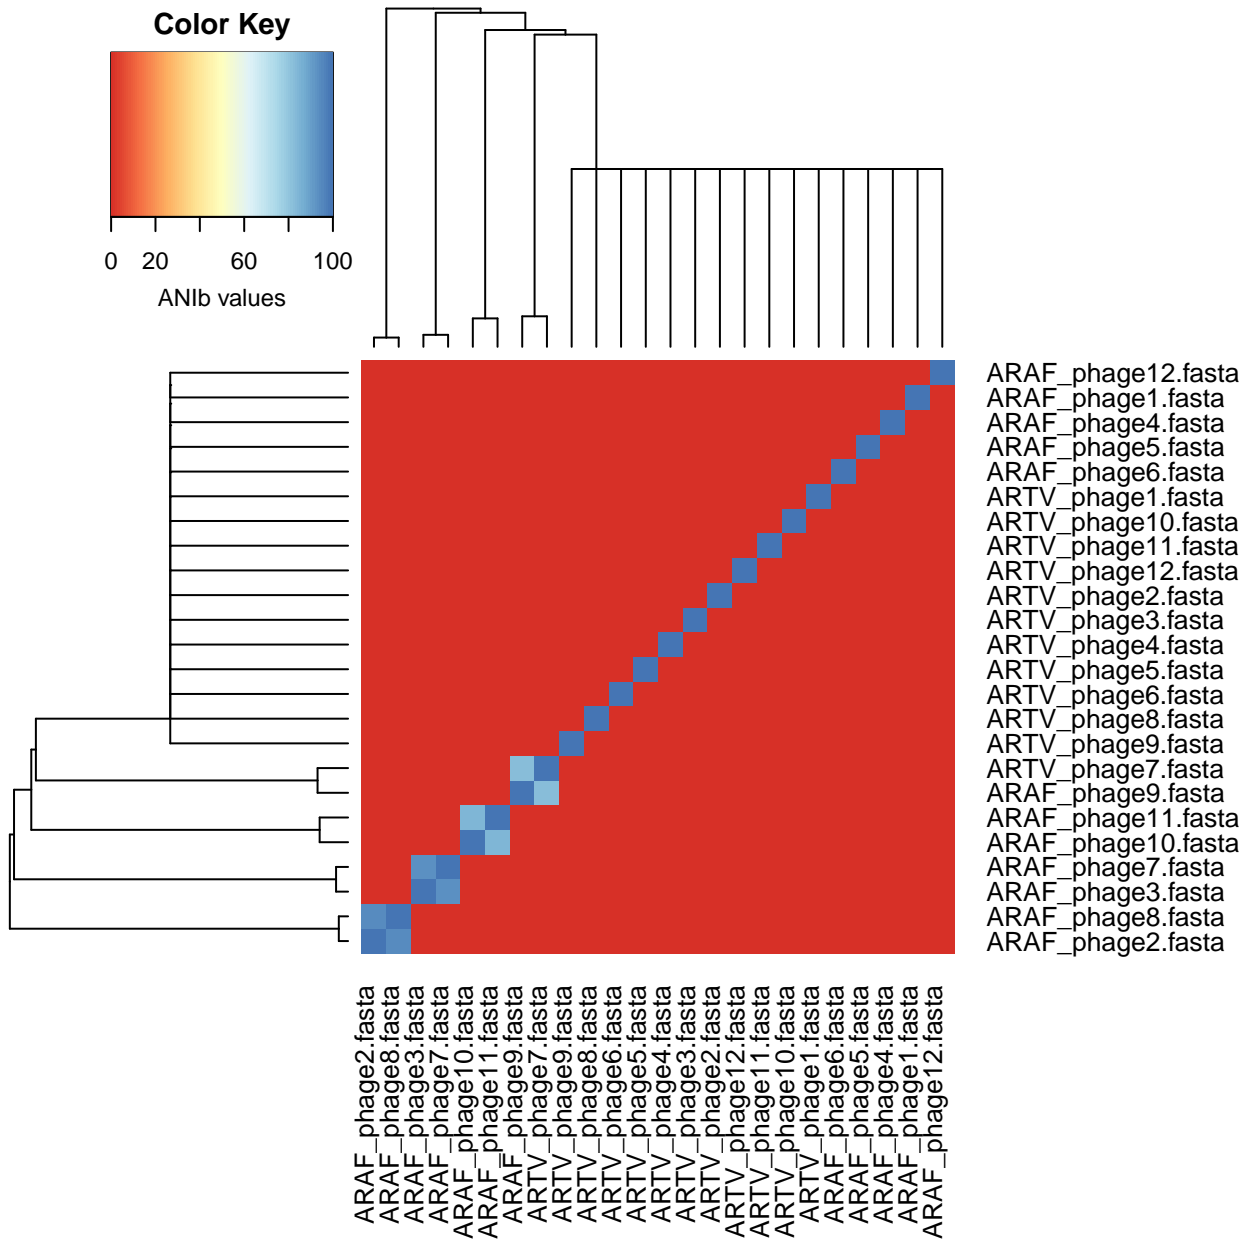 Color Key
0 20 60 100
ANIb values
ARAF_phage12.fasta
ARAF_phage1.fasta
ARAF_phage4.fasta
ARAF_phage5.fasta
ARAF_phage6.fasta
ARTV_phage1.fasta
ARTV_phage10.fasta
ARTV_phage11.fasta
ARTV_phage12.fasta
ARTV_phage2.fasta
ARTV_phage3.fasta
ARTV_phage4.fasta
ARTV_phage5.fasta
ARTV_phage6.fasta
ARTV_phage8.fasta
ARTV_phage9.fasta
ARTV_phage7.fasta
ARAF_phage9.fasta
ARAF_phage11.fasta
ARAF_phage10.fasta
ARAF_phage7.fasta
ARAF_phage3.fasta
ARAF_phage8.fasta
ARAF_phage2.fasta
ARAF_phage2.fasta
ARAF_phage8.fasta
ARAF_phage3.fasta
ARAF_phage7.fasta
ARAF_phage10.fasta
ARAF_phage11.fasta
ARAF_phage9.fasta
ARTV_phage7.fasta
ARTV_phage9.fasta
ARTV_phage8.fasta
ARTV_phage6.fasta
ARTV_phage5.fasta
ARTV_phage4.fasta
ARTV_phage3.fasta
ARTV_phage2.fasta
ARTV_phage12.fasta
ARTV_phage11.fasta
ARTV_phage10.fasta
ARTV_phage1.fasta
ARAF_phage6.fasta
ARAF_phage5.fasta
ARAF_phage4.fasta
ARAF_phage1.fasta
ARAF_phage12.fasta